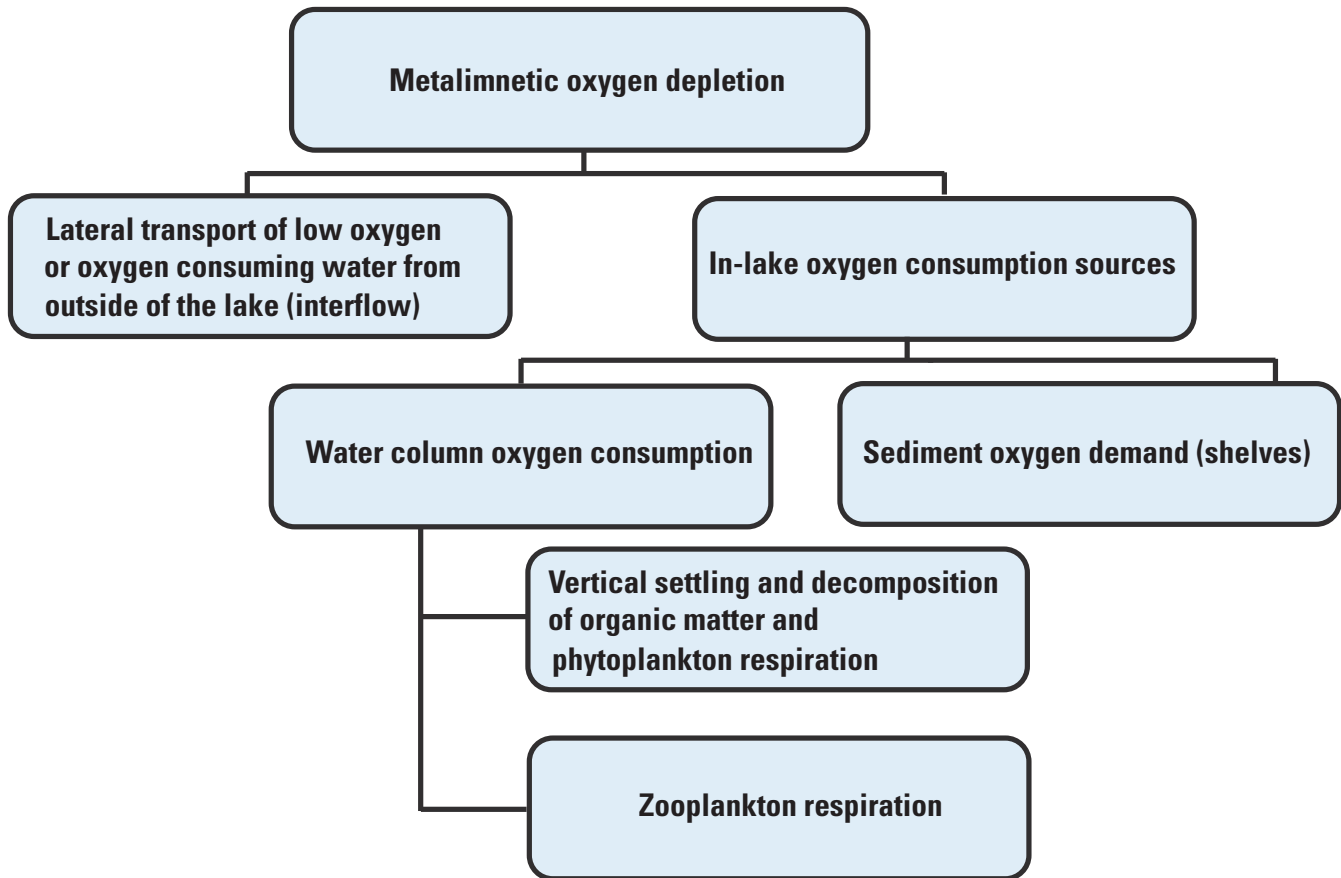 Metalimnetic oxygen depletion
Lateral transport of low oxygen
or oxygen consuming water from
outside of the lake (interflow)
In-lake oxygen consumption sources
Water column oxygen consumption
Sediment oxygen demand (shelves)
Vertical settling and decomposition
of organic matter and
phytoplankton respiration
Zooplankton respiration